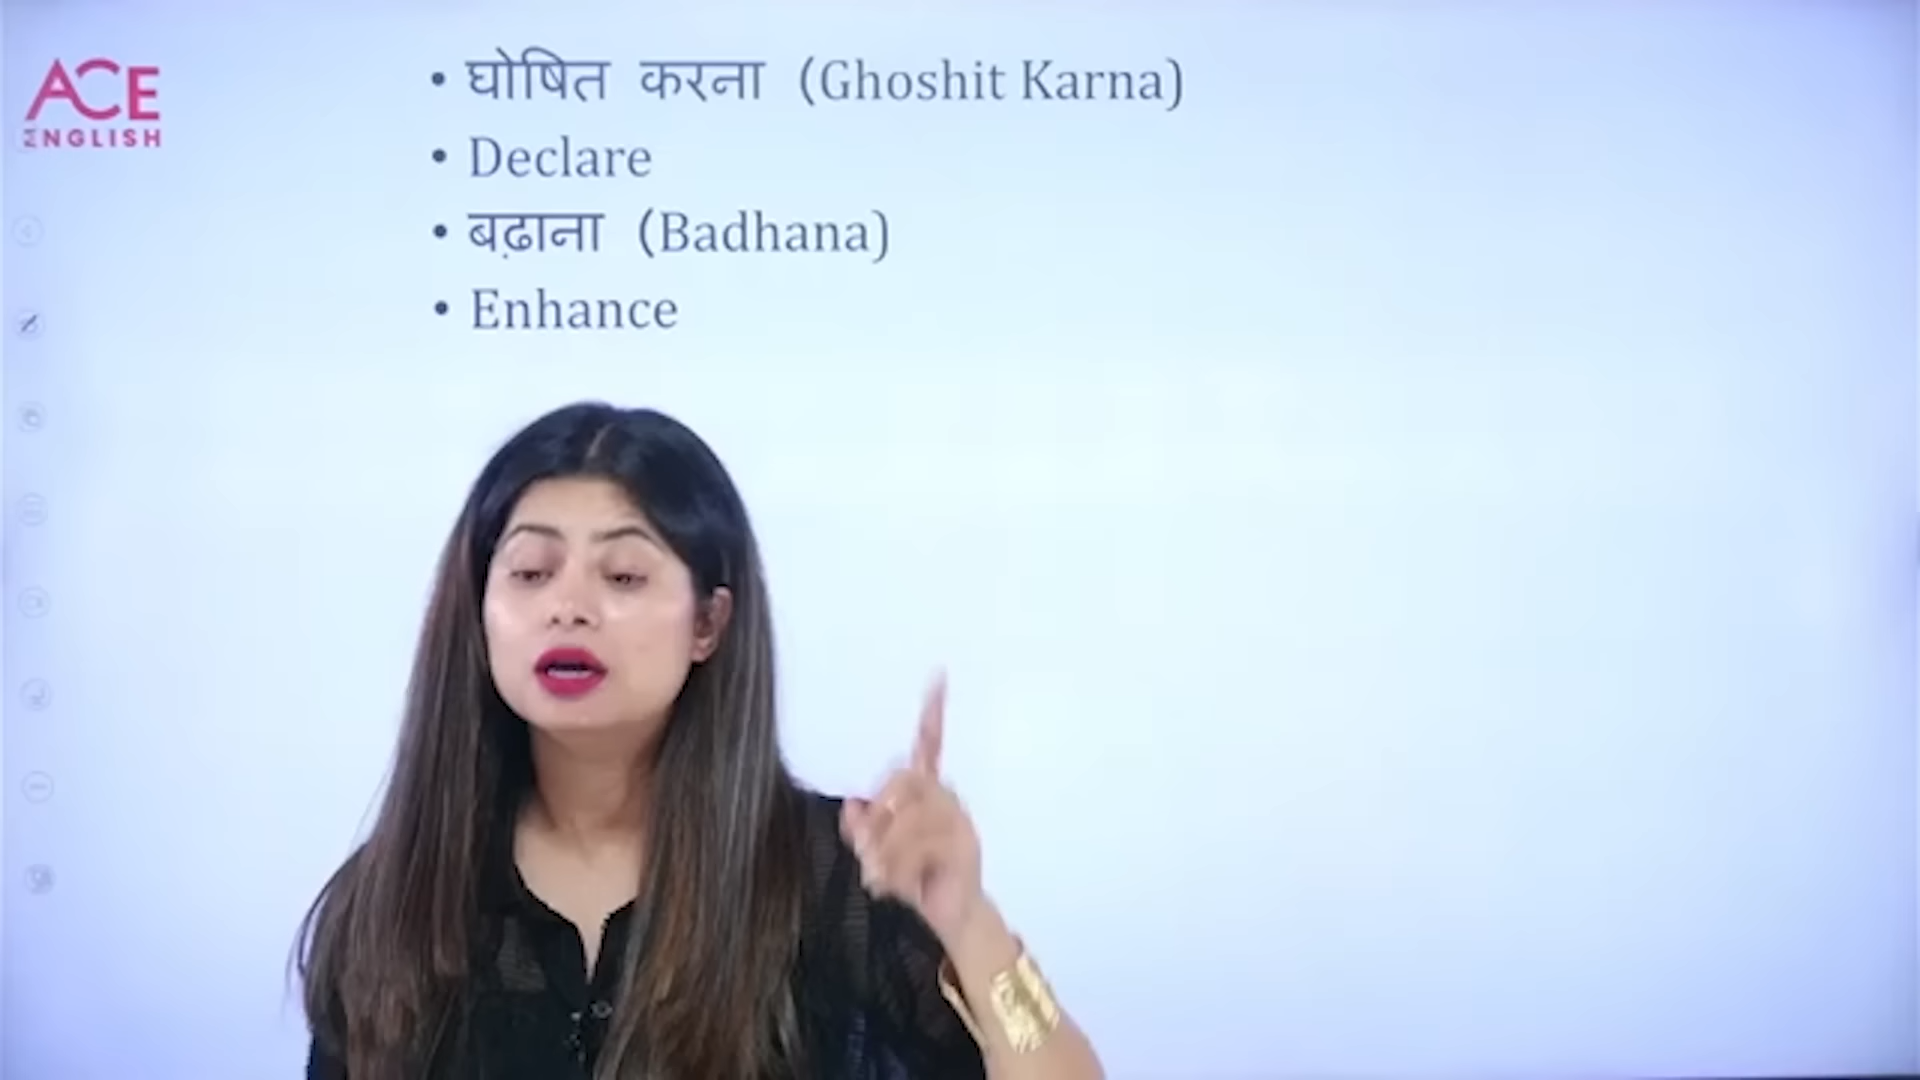 ACE
ENGLISH
• घोषित करना (Ghoshit Karna)
• Declare
• बढ़ाना (Badhana)
• Enhance